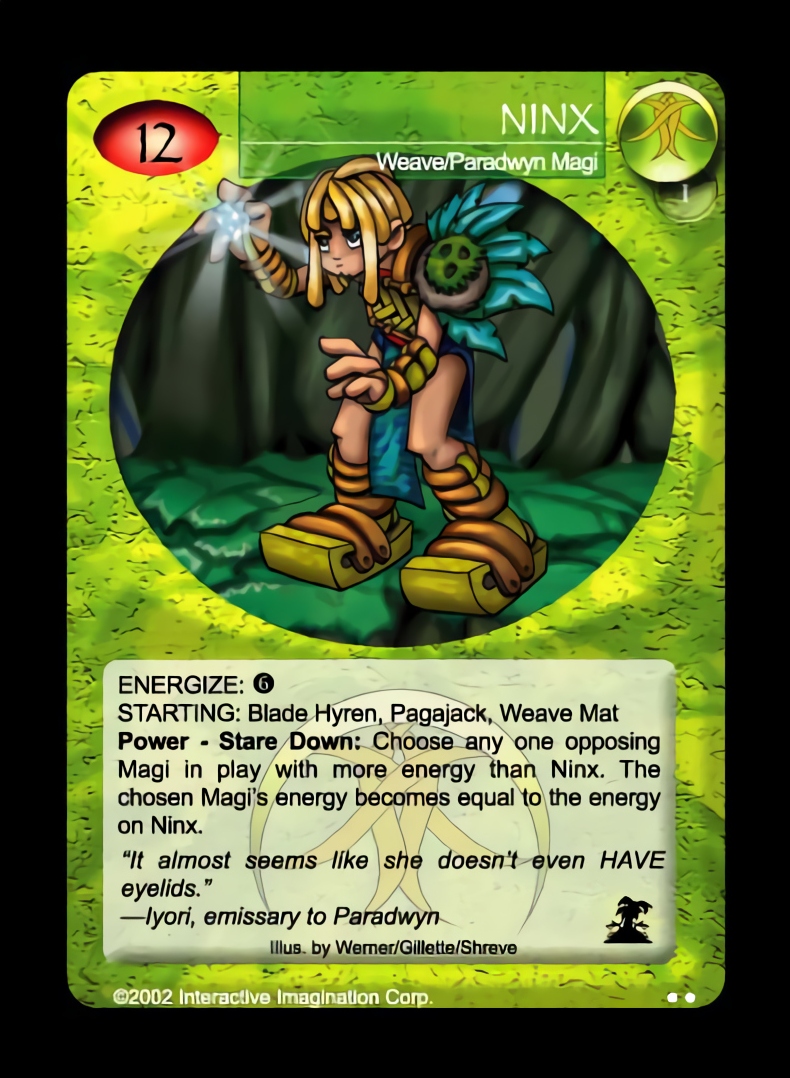 12
NINX
Weave/Paradwyn Magi
1
ENERGIZE: ❻
STARTING: Blade Hyren, Pagajack, Weave Mat
Power - Stare Down: Choose any one opposing
Magi in play with more energy than Ninx. The
chosen Magi's energy becomes equal to the energy
on Ninx.
"It almost seems like she doesn't even HAVE
eyelids."
—Iyori, emissary to Paradwyn
Illus. by Werner/Gillette/Shreve
©2002 Interactive Imagination Corp.